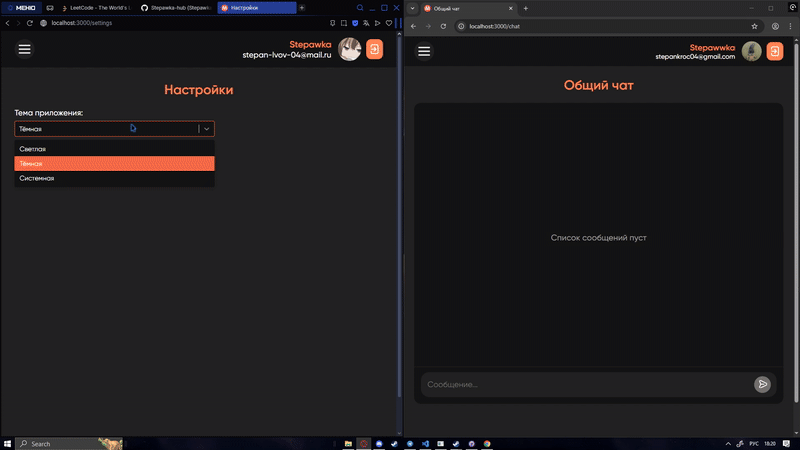 МЕНЮ
LeetCode - The World's L
Stepawka-hub (Stepawk
Настройки
localhost:3000/settings
Stepawka
stepan-lvov-04@mail.ru
Настройки
Тема приложения:
Тёмная
Светлая
Тёмная
Системная
Общий чат
localhost:3000/chat
Stepawwka
stepankroc04@gmail.com
Общий чат
Список сообщений пуст
Сообщение...
Search
РУС
18:20